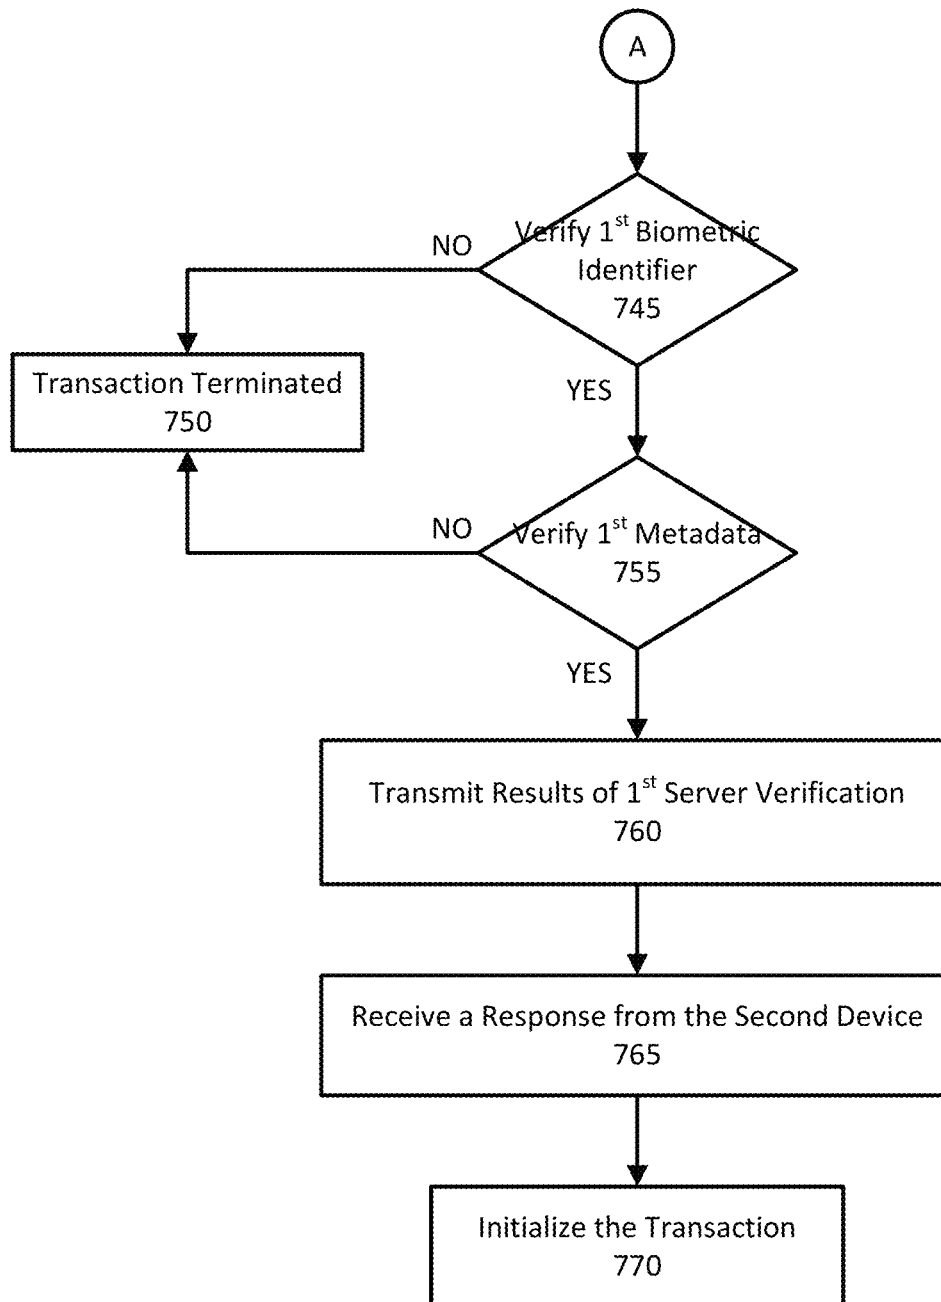 A
Verify 1st Biometric
Identifier
745
NO
Transaction Terminated
750
YES
NO
Verify 1st Metadata
755
YES
Transmit Results of 1st Server Verification
760
Receive a Response from the Second Device
765
Initialize the Transaction
770